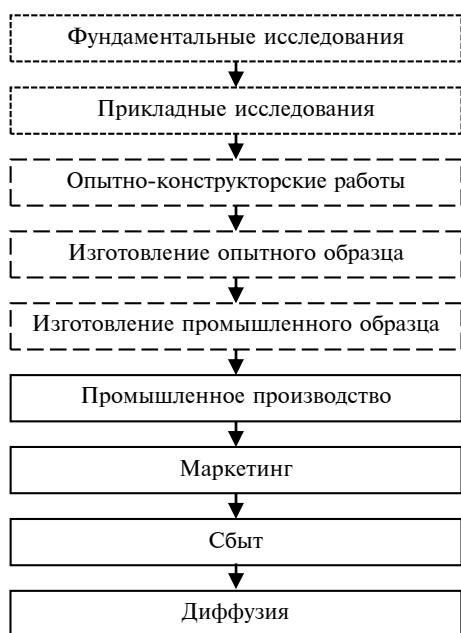 Фундаментальные исследования
Прикладные исследования
Опытно-конструкторские работы
Изготовление опытного образца
Изготовление промышленного образца
Промышленное производство
Маркетинг
Сбыт
Диффузия